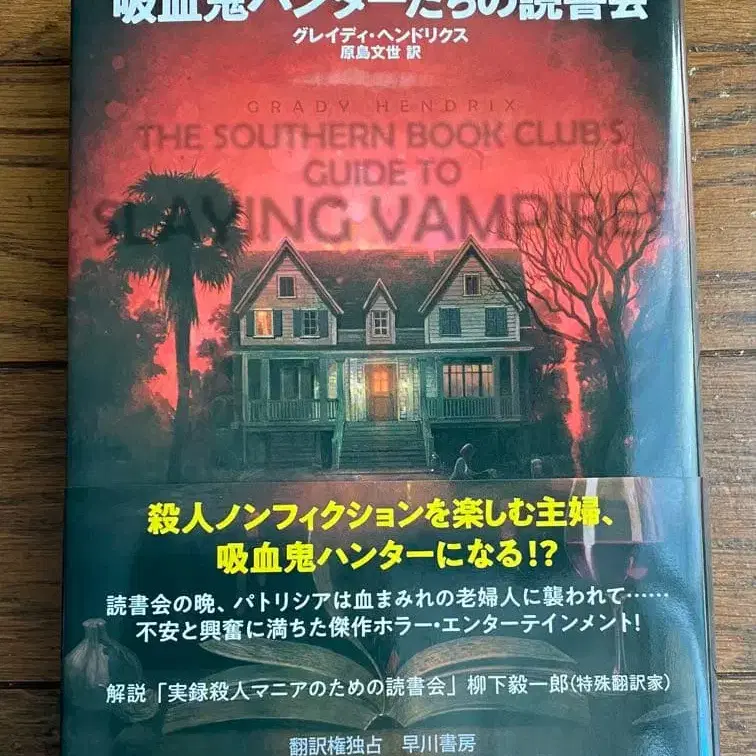 吸血鬼ハンターたちの読書会
グレイディ・ヘンドリクス
原島文世 訳
GRADY HENDRIX
THE SOUTHERN BOOK CLUB'S
GUIDE TO
SLAYING VAMPIRES
殺人ノンフィクションを楽しむ主婦、
吸血鬼ハンターになる!?
読書会の晩、パトリシアは血まみれの老婦人に襲われて……
不安と興奮に満ちた傑作ホラー・エンターテインメント!
解説「実録殺人マニアのための読書会」柳下毅一郎(特殊翻訳家)
翻訳権独占 早川書房